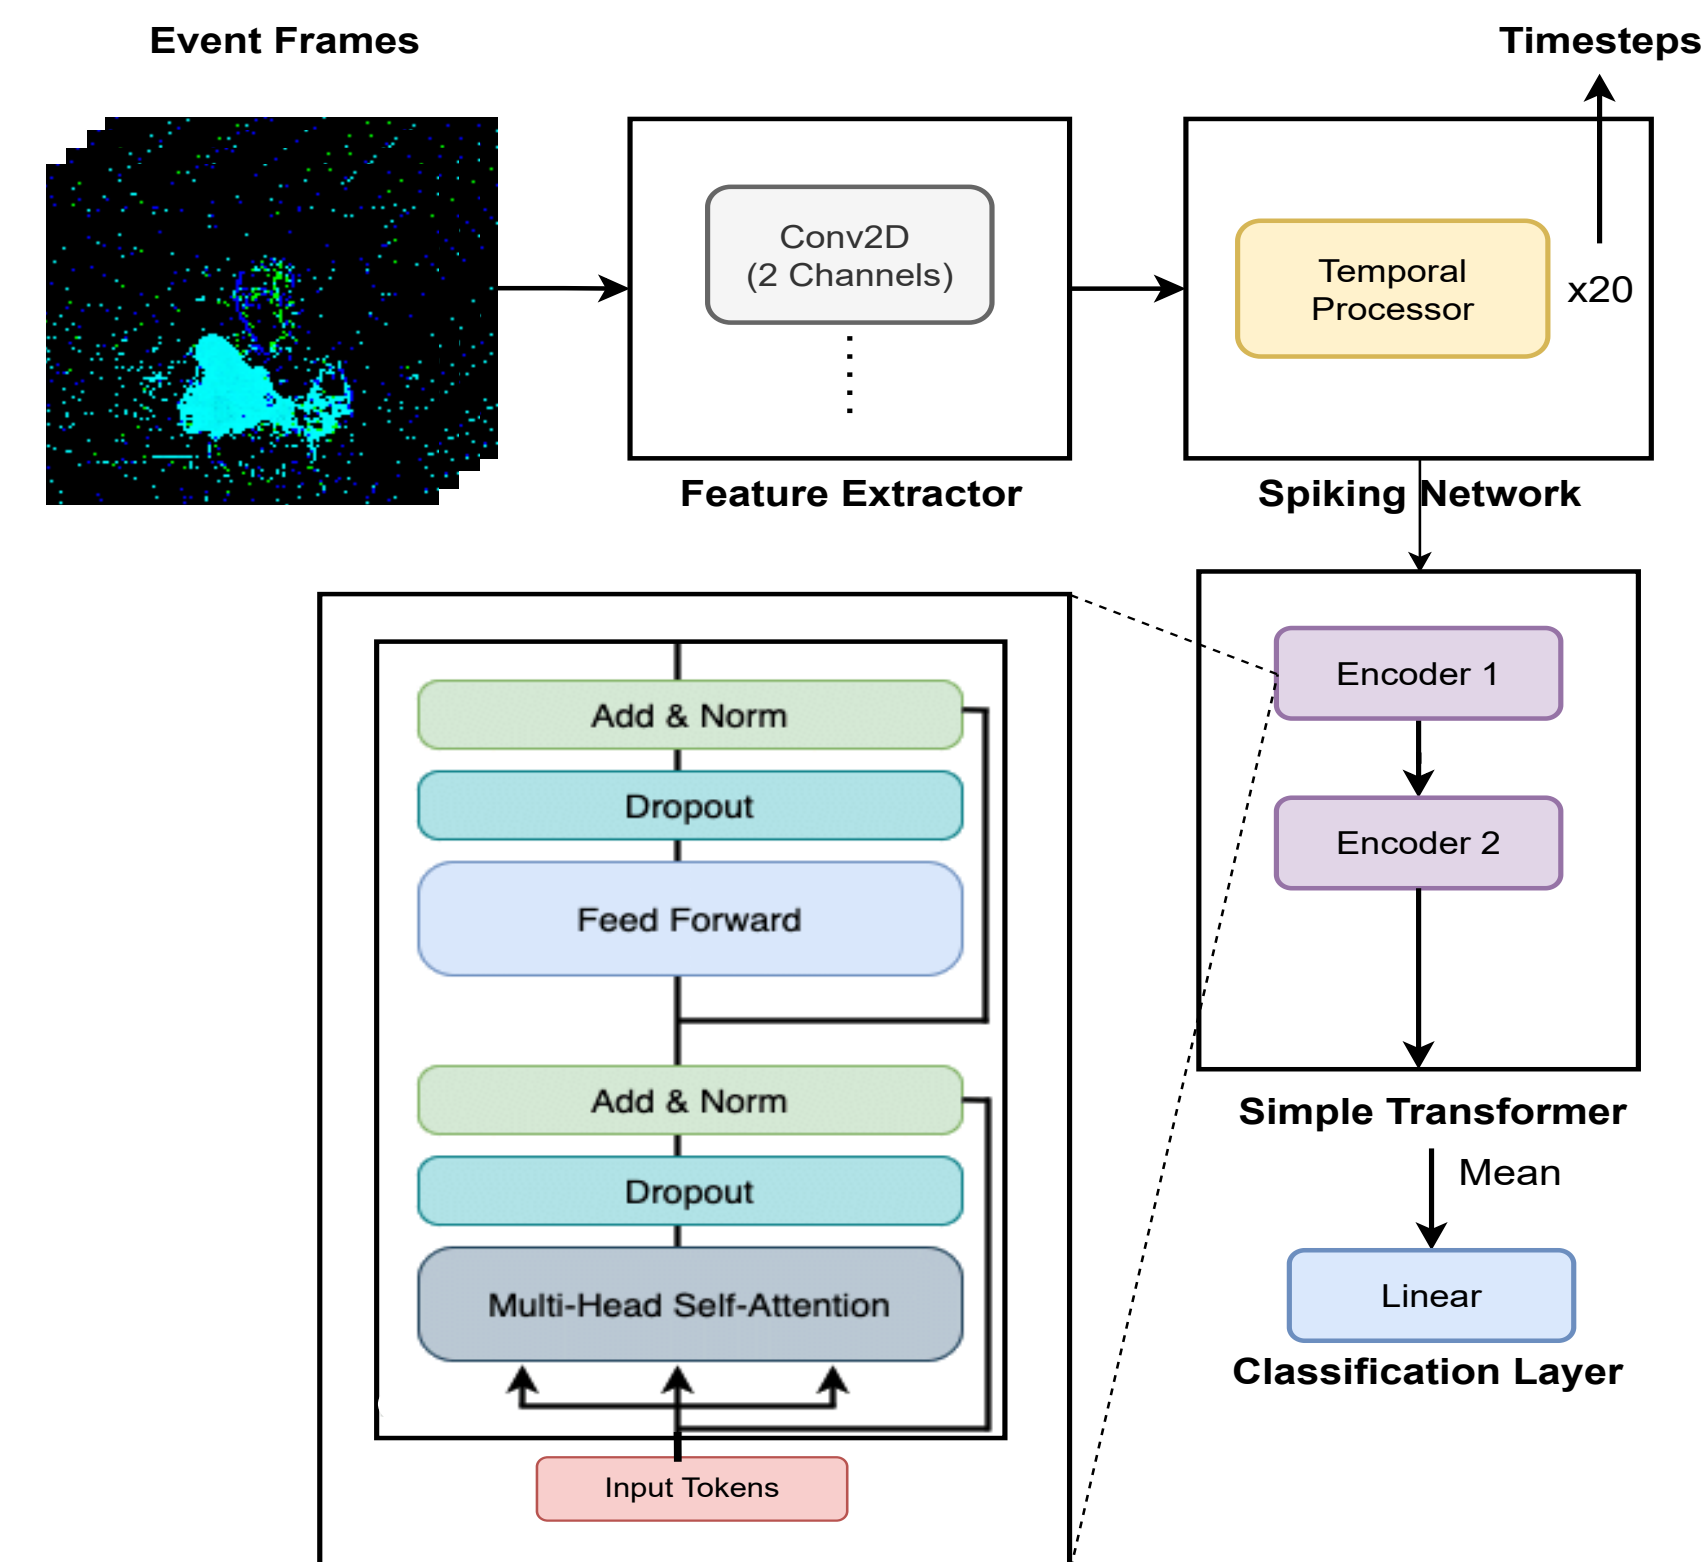 Event Frames
Timesteps
Conv2D
(2 Channels)
Temporal
Processor
x20
Feature Extractor
Spiking Network
Encoder 1
Encoder 2
Simple Transformer
Mean
Linear
Classification Layer
Add & Norm
Dropout
Feed Forward
Add & Norm
Dropout
Multi-Head Self-Attention
Input Tokens